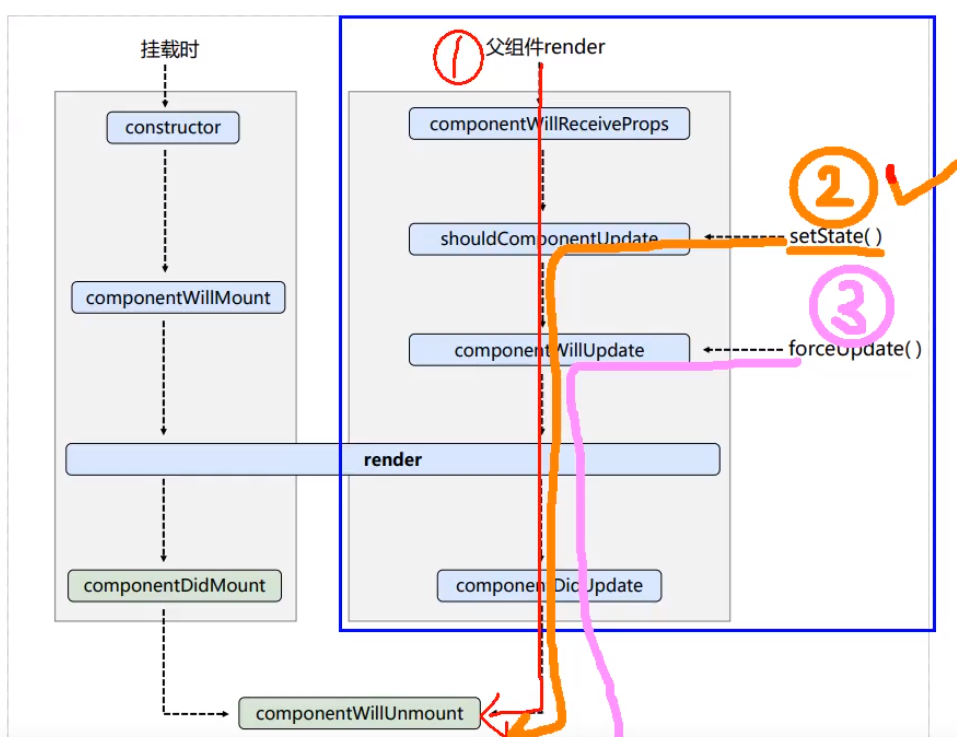 挂载时
constructor
componentWillMount
render
componentDidMount
componentWillUnmount
1
父组件render
componentWillReceiveProps
shouldComponentUpdate
componentWillUpdate
componentDidUpdate
2
setState( )
3
forceUpdate( )